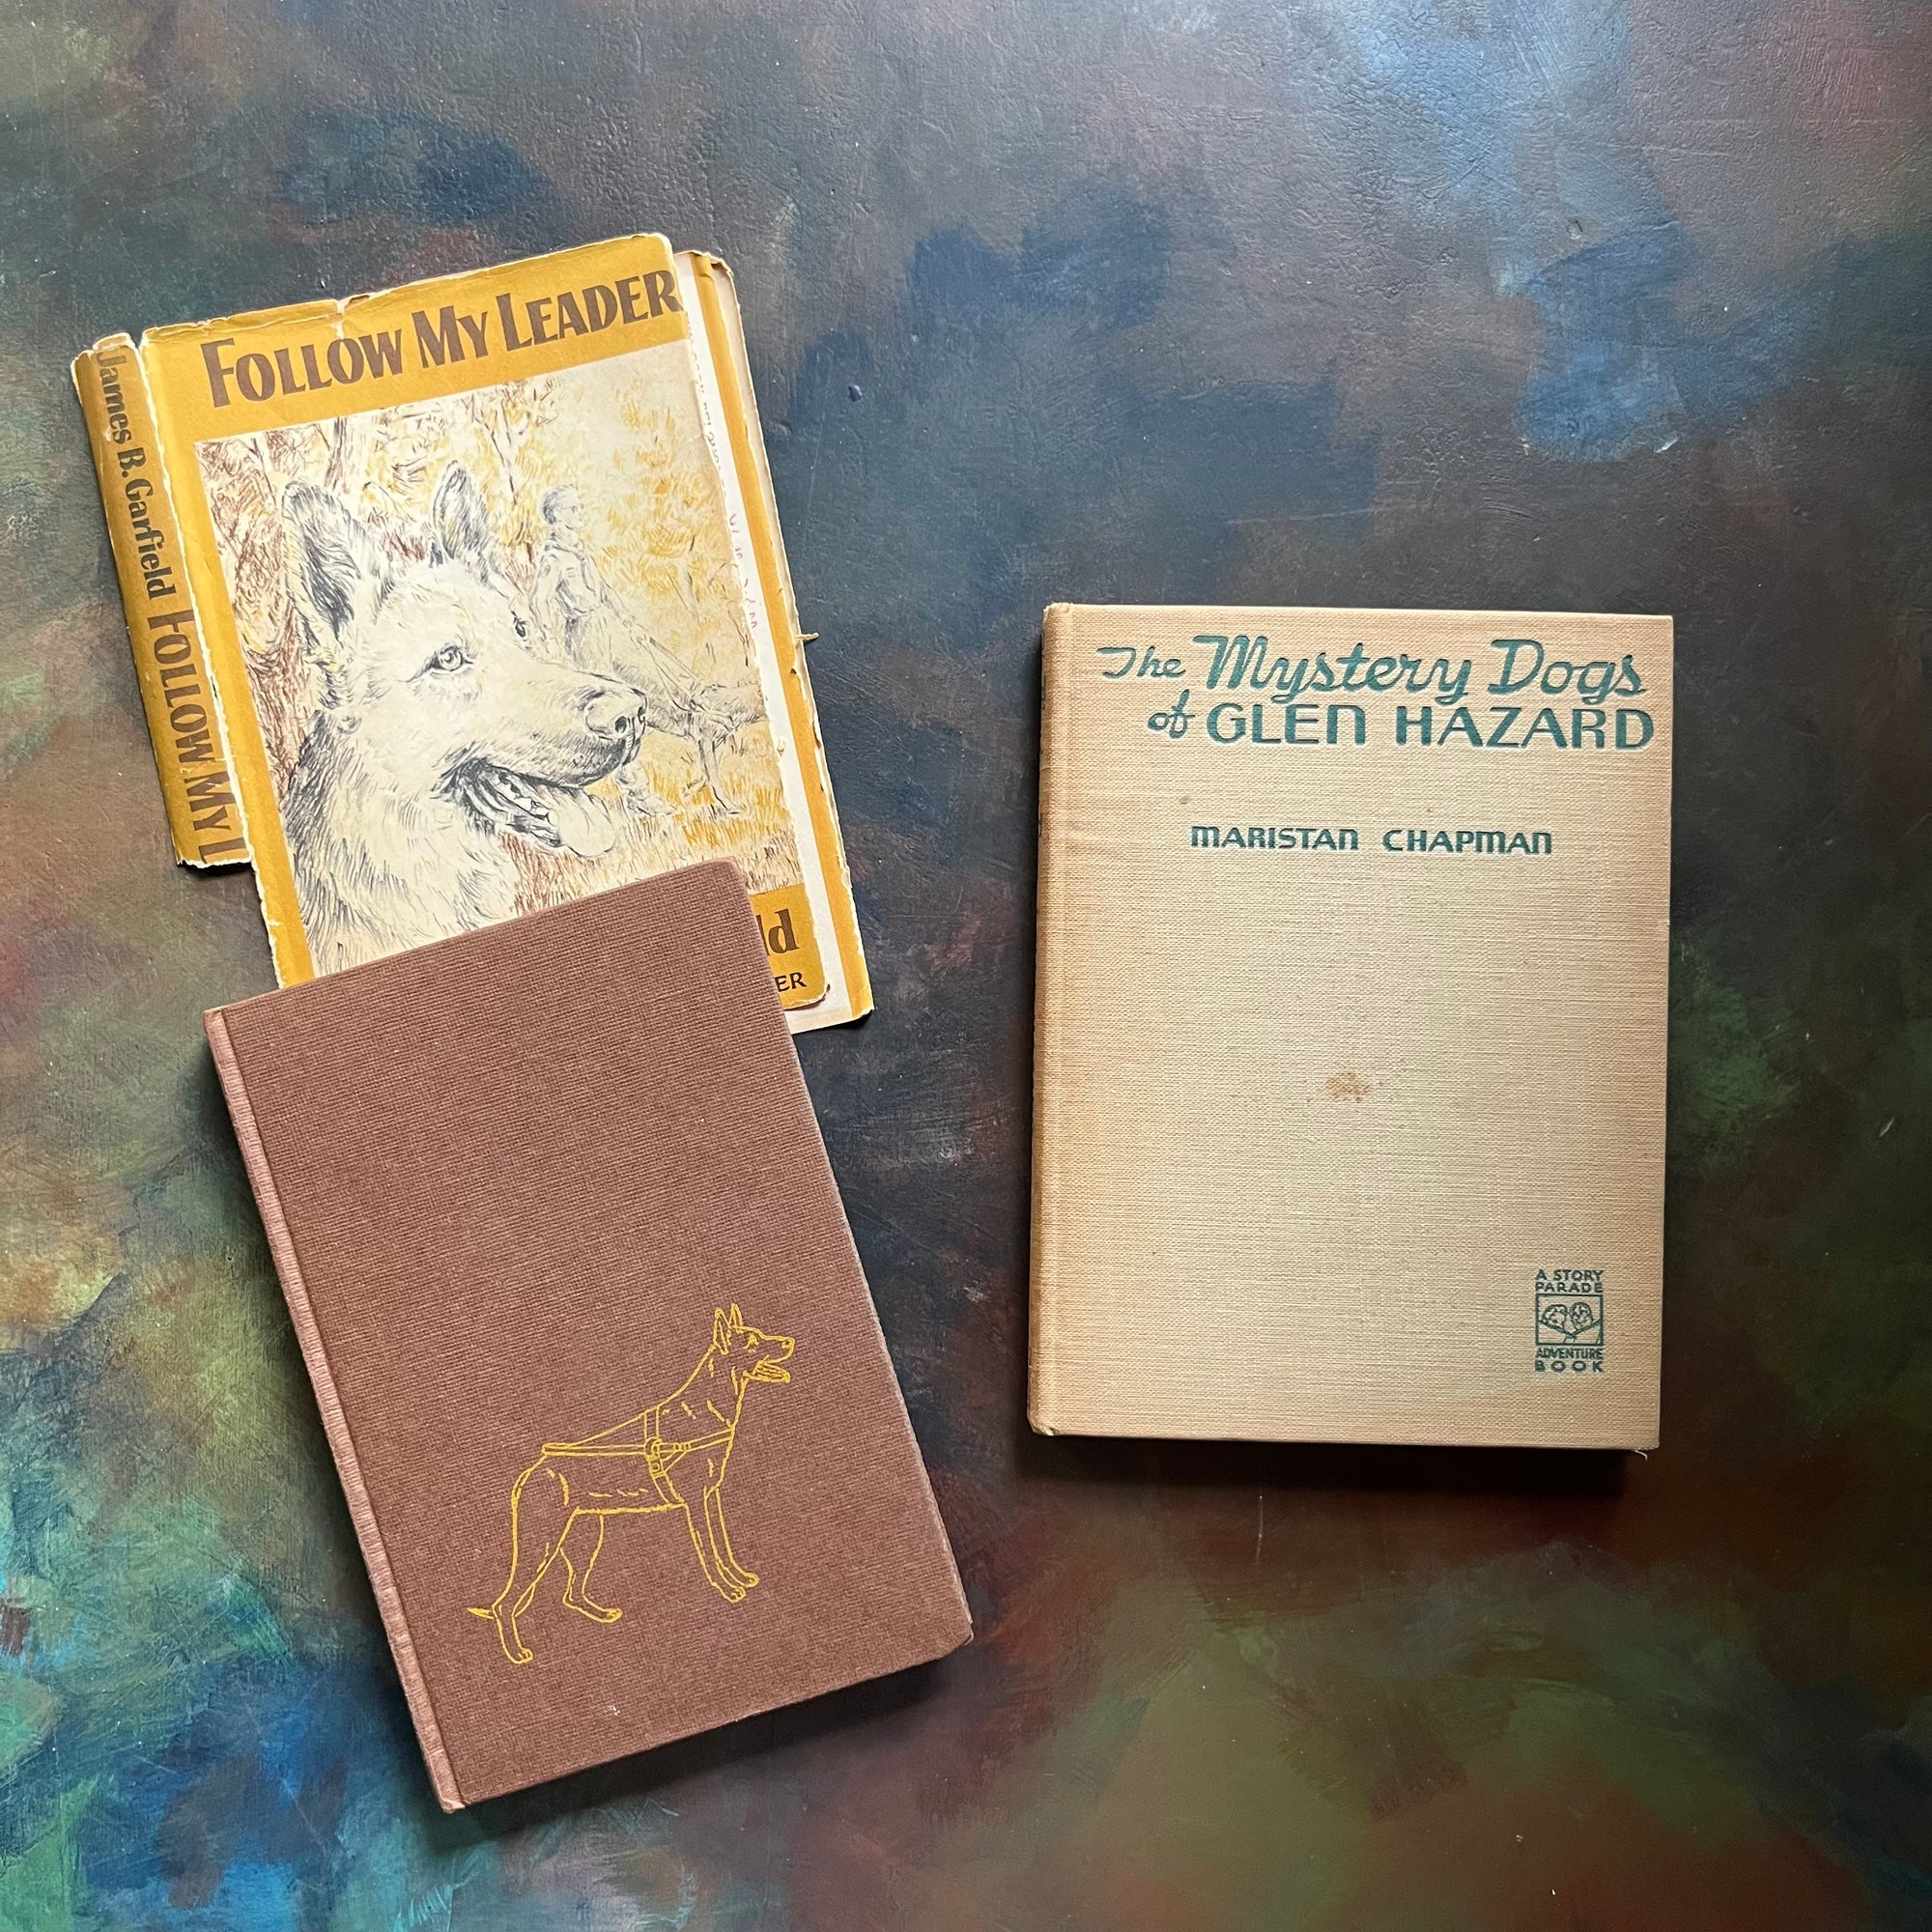 FOLLOW MY LEADER
James B. Garfield FOLLOW MY L
ld
ER
The Mystery Dogs
of GLEN HAZARD
MARISTAN CHAPMAN
A STORY
PARADE
ADVENTURE
BOOK